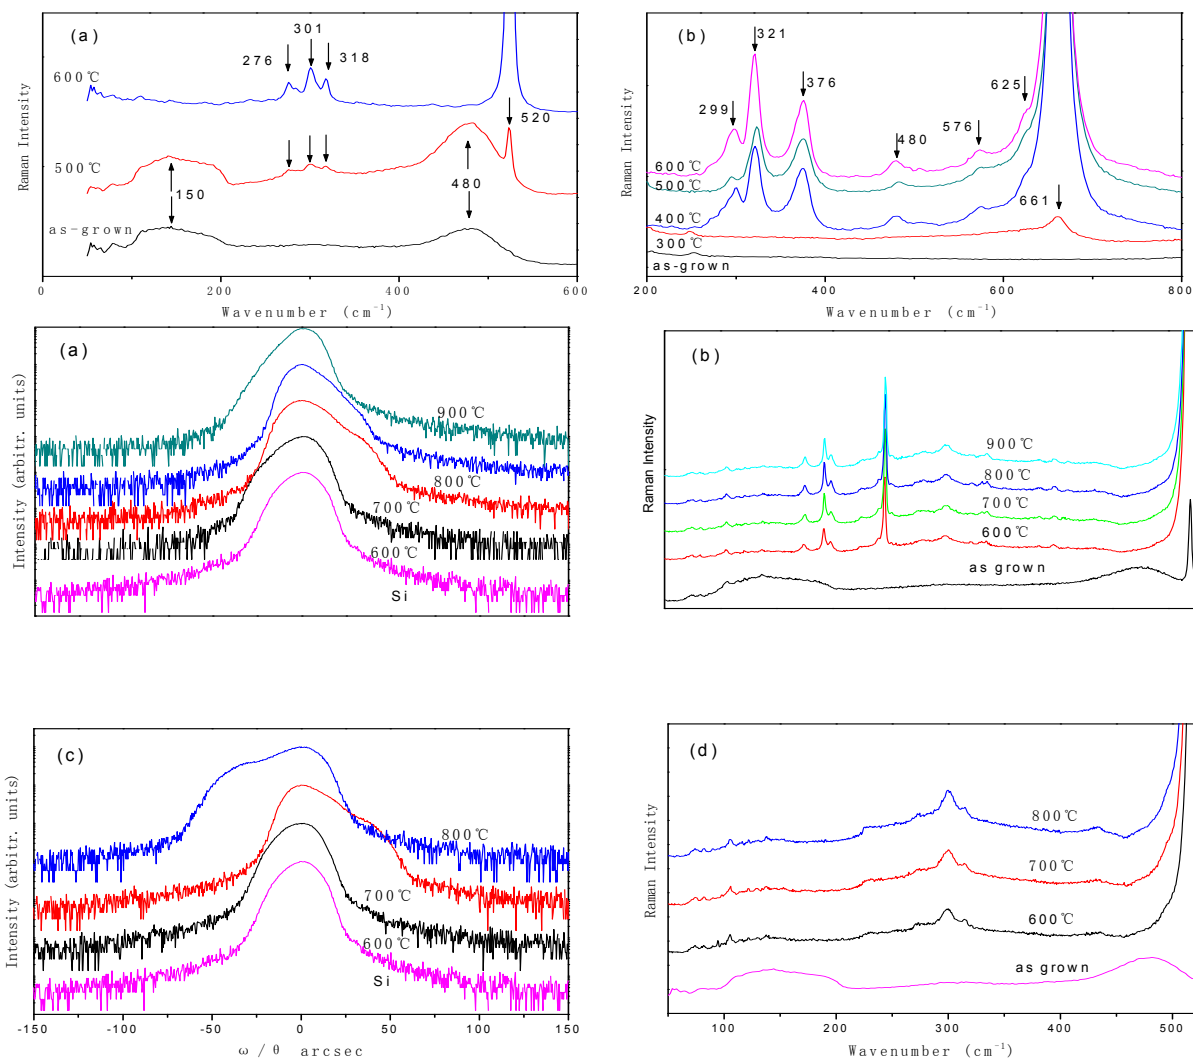 (a)
301
276
318
600℃
520
500℃
150
480
as-grown
Raman Intensity
0
200
400
600
Wavenumber (cm⁻¹)
(b)
321
376
299
625
576
480
600℃
500℃
661
400℃
300℃
as-grown
Raman Intensity
200
400
600
800
Wavenumber (cm⁻¹)
(a)
900℃
800℃
700℃
600℃
Si
Intensity (arbitr. units)
(b)
900℃
800℃
700℃
600℃
as grown
Raman Intensity
(c)
800℃
700℃
600℃
Si
Intensity (arbitr. units)
-150
-100
-50
0
50
100
150
ω / θ arcsec
(d)
800℃
700℃
600℃
as grown
Raman Intensity
100
200
300
400
500
Wavenumber (cm⁻¹)